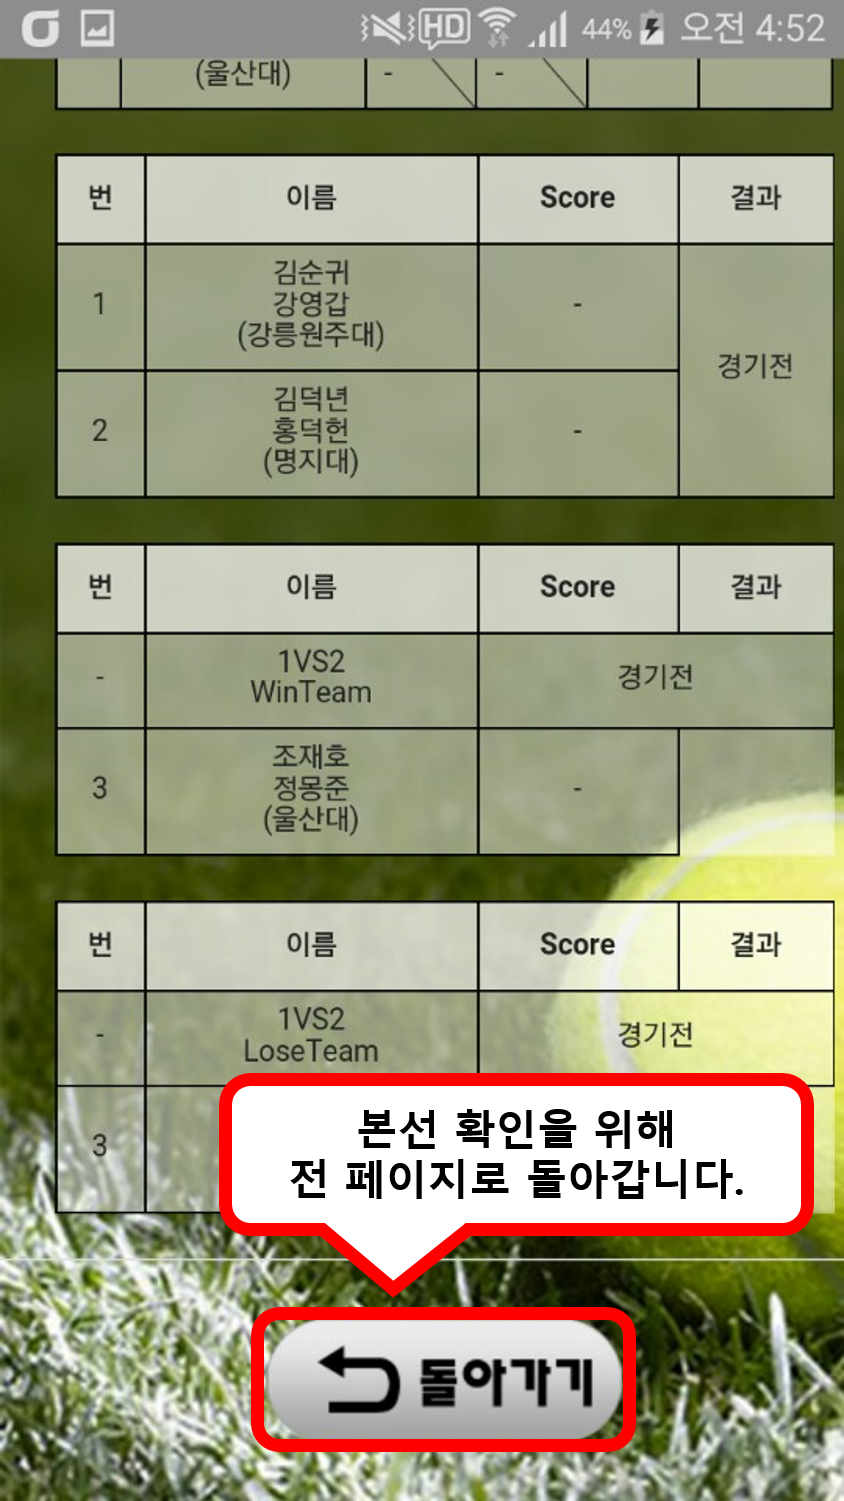 44% 오전 4:52
(울산대) - -
번 이름 Score 결과
1 김순귀 강영갑 (강릉원주대) - 경기전
2 김덕년 홍덕헌 (명지대) -
번 이름 Score 결과
- 1VS2 WinTeam 경기전
3 조재호 정몽준 (울산대) -
번 이름 Score 결과
- 1VS2 LoseTeam 경기전
3
본선 확인을 위해
전 페이지로 돌아갑니다.
돌아가기